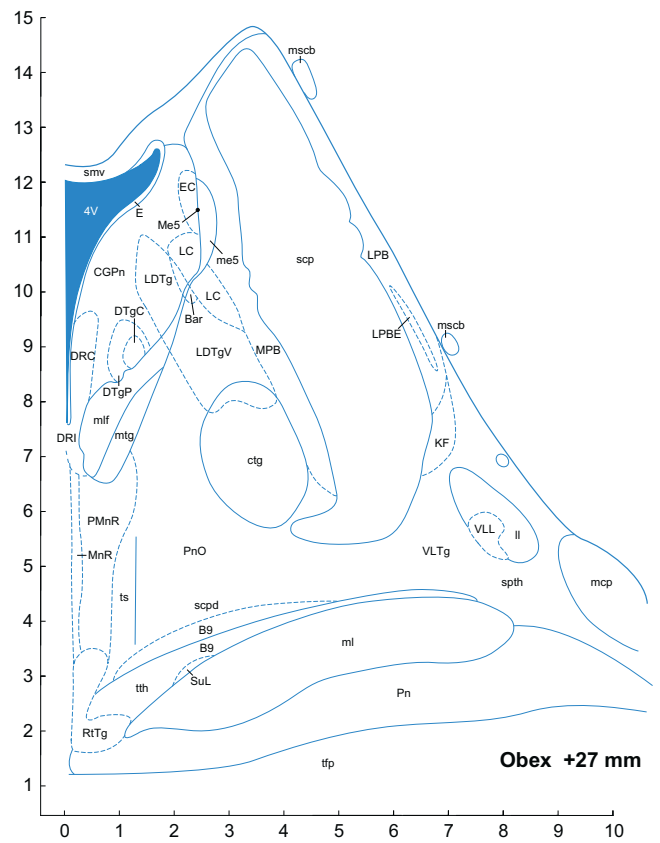 15
mscb
14
13
12
smv
EC
4V
E
Me5
11
LC
me5
LPB
scp
CGPn
LDTg
10
LC
DTgC
Bar
mscb
LPBE
9
DRC
LDTgV
MPB
DTgP
8
mlf
DRI
mtg
KF
7
ctg
6
PMnR
VLL
ll
MnR
PnO
VLTg
5
ts
spth
mcp
scpd
4
B9
B9
ml
3
tth
SuL
Pn
RtTg
2
tfp
Obex +27 mm
1
0 1 2 3 4 5 6 7 8 9 10